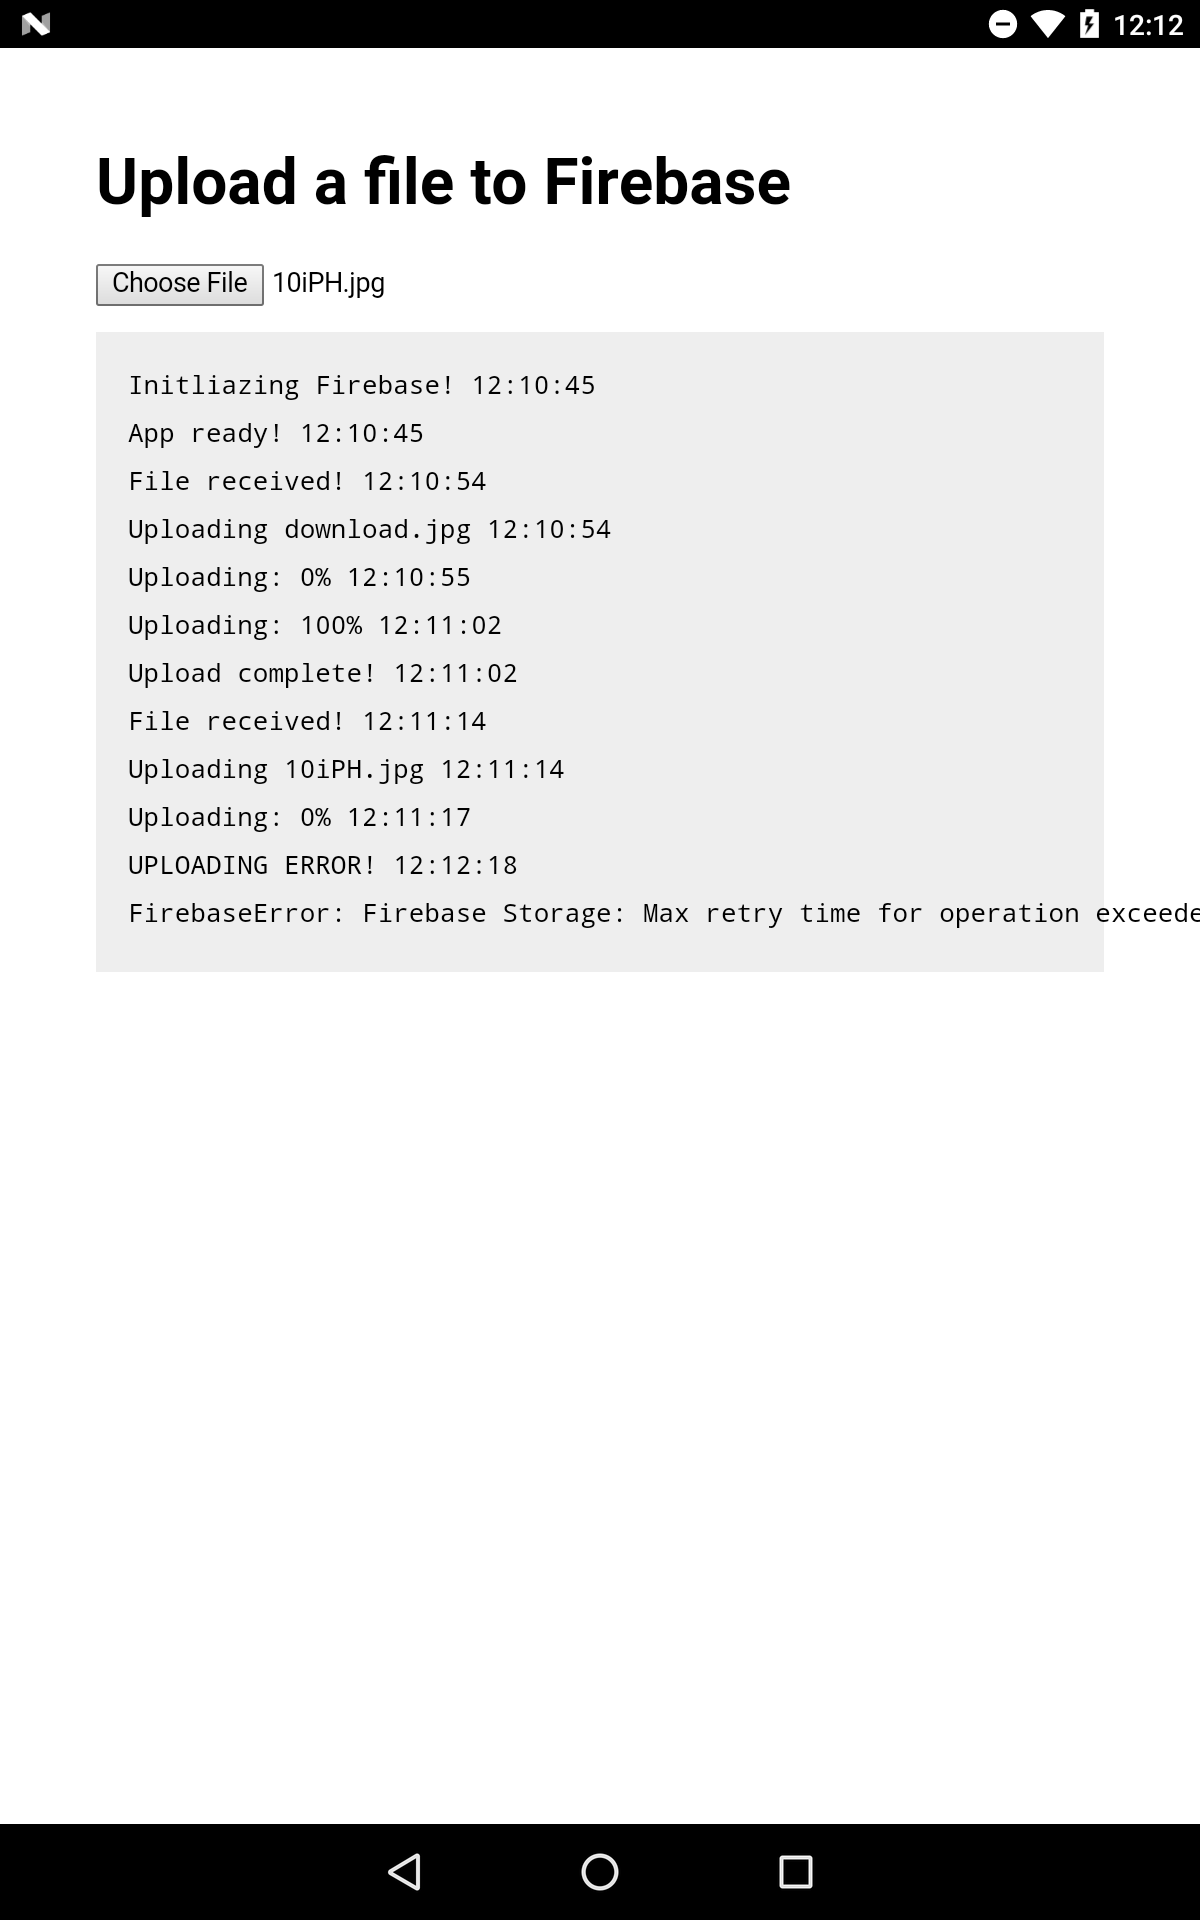 12:12
Upload a file to Firebase
Choose File 10iPH.jpg
Initliazing Firebase! 12:10:45
App ready! 12:10:45
File received! 12:10:54
Uploading download.jpg 12:10:54
Uploading: 0% 12:10:55
Uploading: 100% 12:11:02
Upload complete! 12:11:02
File received! 12:11:14
Uploading 10iPH.jpg 12:11:14
Uploading: 0% 12:11:17
UPLOADING ERROR! 12:12:18
FirebaseError: Firebase Storage: Max retry time for operation exceede